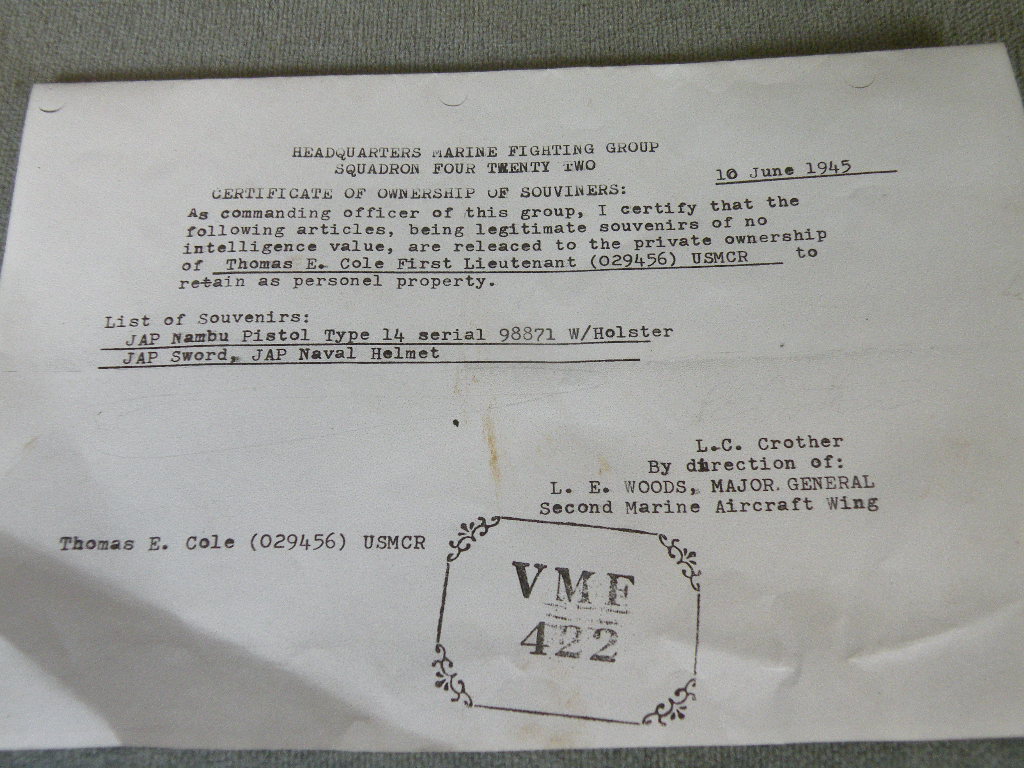 HEADQUARTERS MARINE FIGHTING GROUP
SQUADRON FOUR TWENTY TWO
10 June 1945
CERTIFICATE OF OWNERSHIP OF SOUVINERS:
As commanding officer of this group, I certify that the
following articles, being legitimate souvenirs of no
intelligence value, are releaced to the private ownership
of Thomas E. Cole First Lieutenant (029456) USMCR to
retain as personel property.
List of Souvenirs:
JAP Nambu Pistol Type 14 serial 98871 W/Holster
JAP Sword, JAP Naval Helmet
L.C. Crother
By direction of:
L. E. WOODS, MAJOR. GENERAL
Second Marine Aircraft Wing
Thomas E. Cole (029456) USMCR
VMF
422